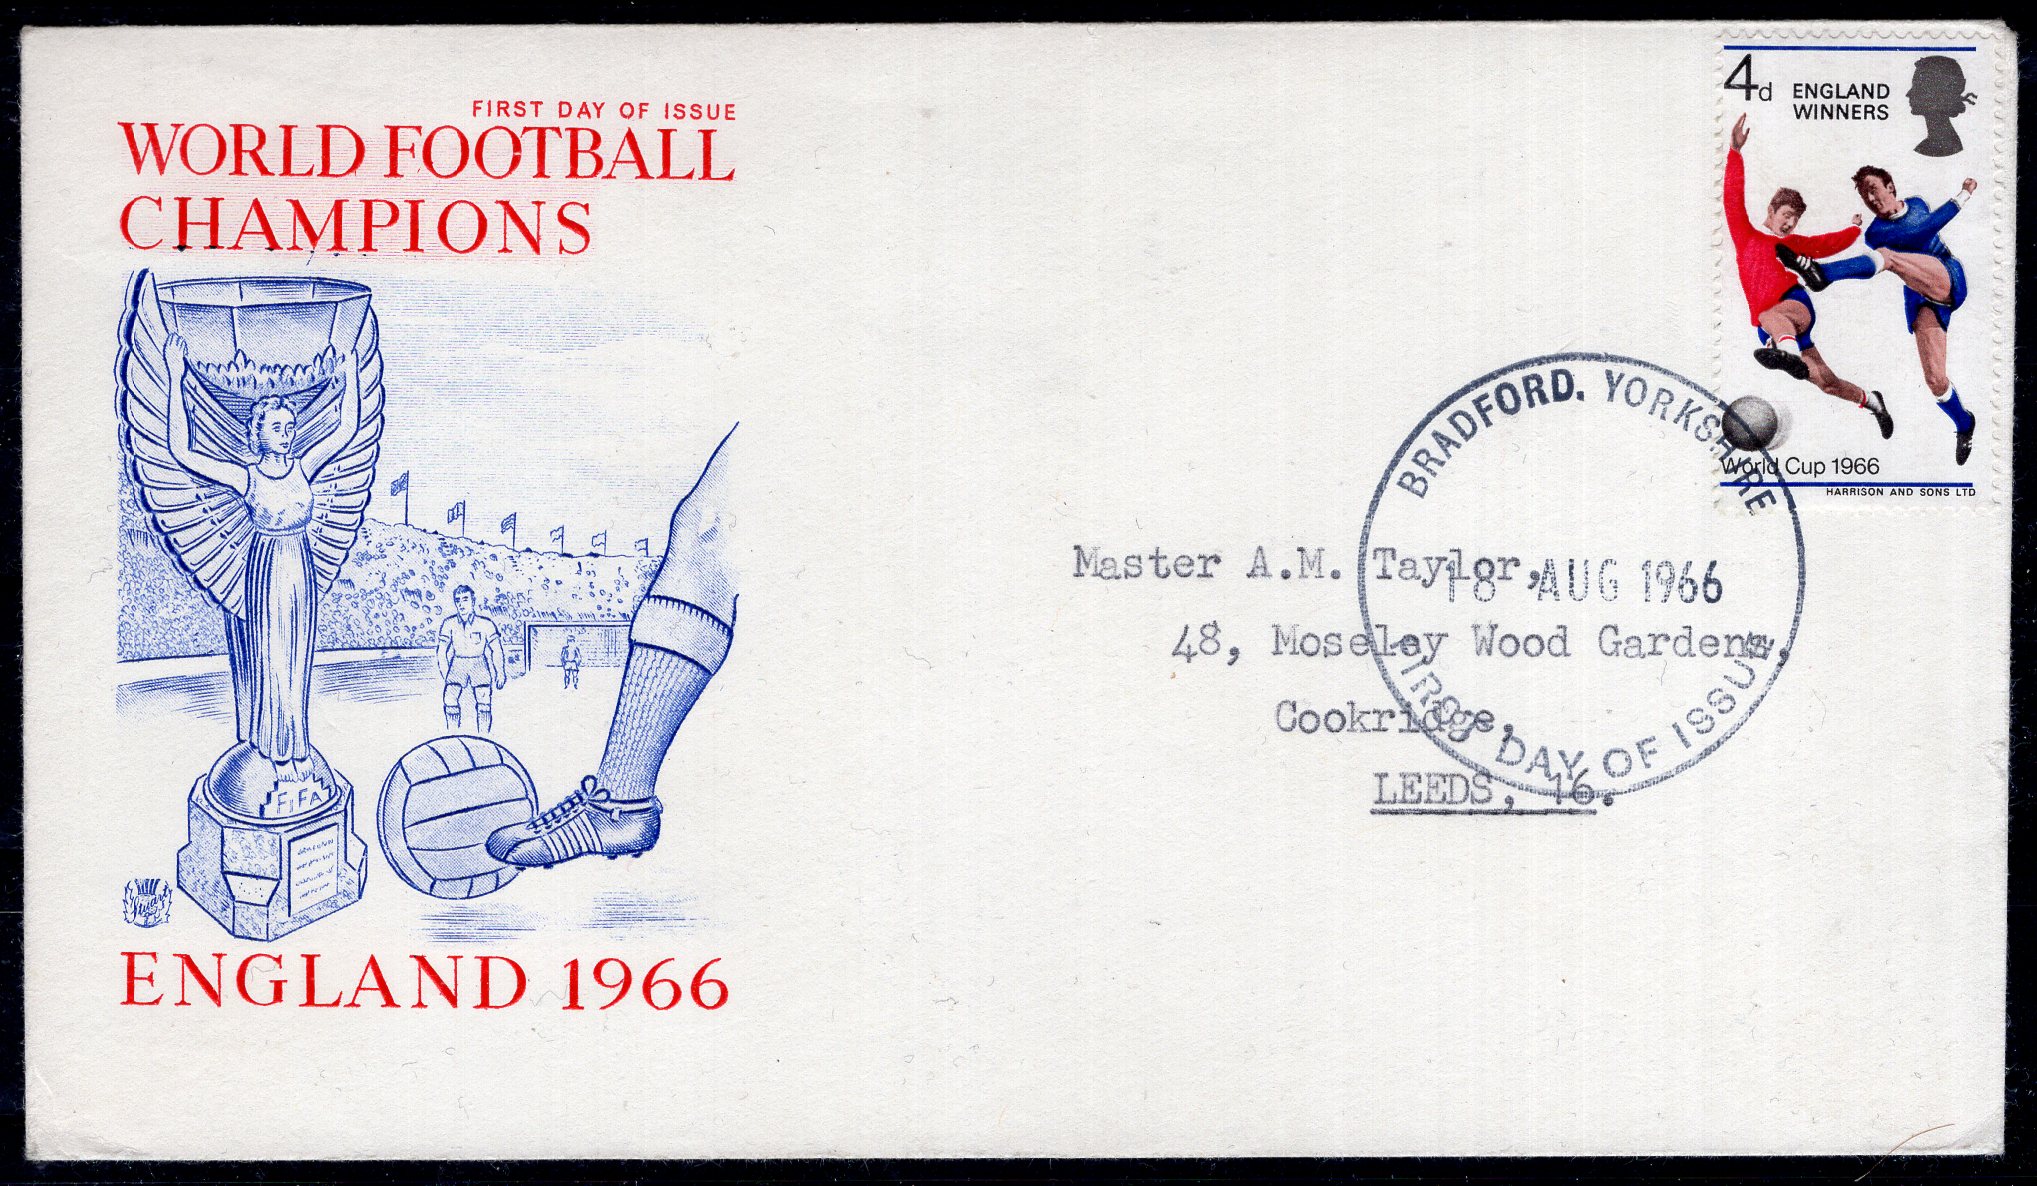 FIRST DAY OF ISSUE
WORLD FOOTBALL
CHAMPIONS
FIFA
Stuart
ENGLAND 1966
4d
ENGLAND
WINNERS
World Cup 1966
HARRISON AND SONS LTD
BRADFORD. YORKSHIRE
18 AUG 1966
FIRST DAY OF ISSUE
Master A.M. Taylor,
48, Moseley Wood Gardens,
Cookridge,
LEEDS, 16.